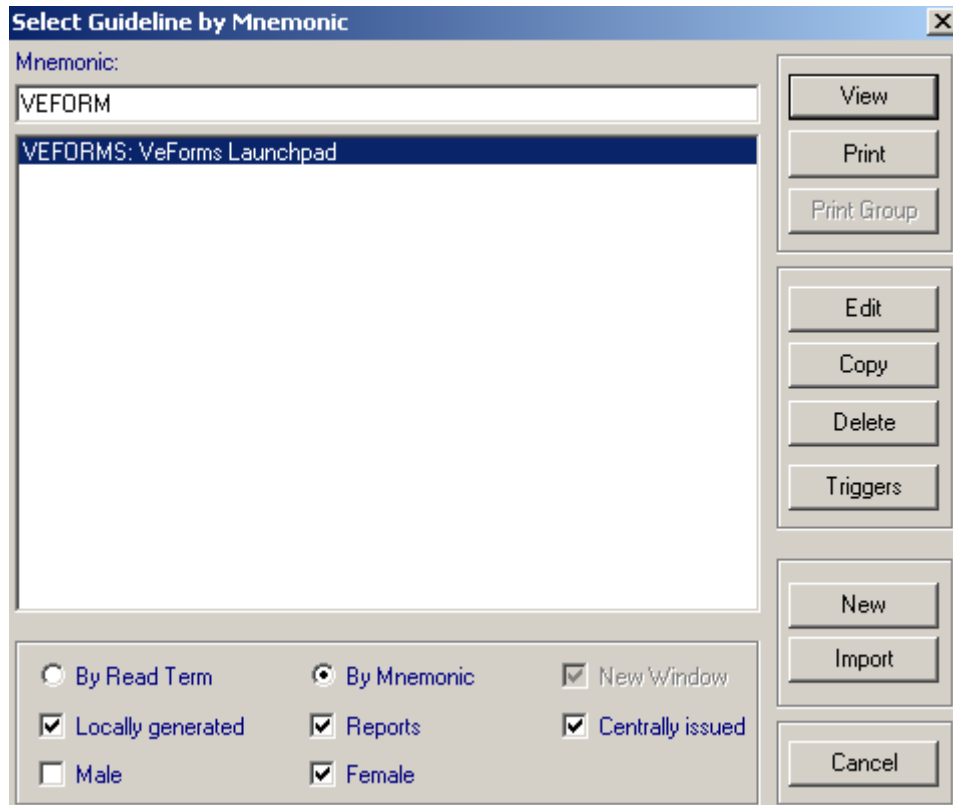 Select Guideline by Mnemonic
Mnemonic:
VEFORM
VEFORMS: VeForms Launchpad
View
Print
Print Group
Edit
Copy
Delete
Triggers
New
Import
Cancel
By Read Term By Mnemonic New Window
Locally generated Reports Centrally issued
Male Female